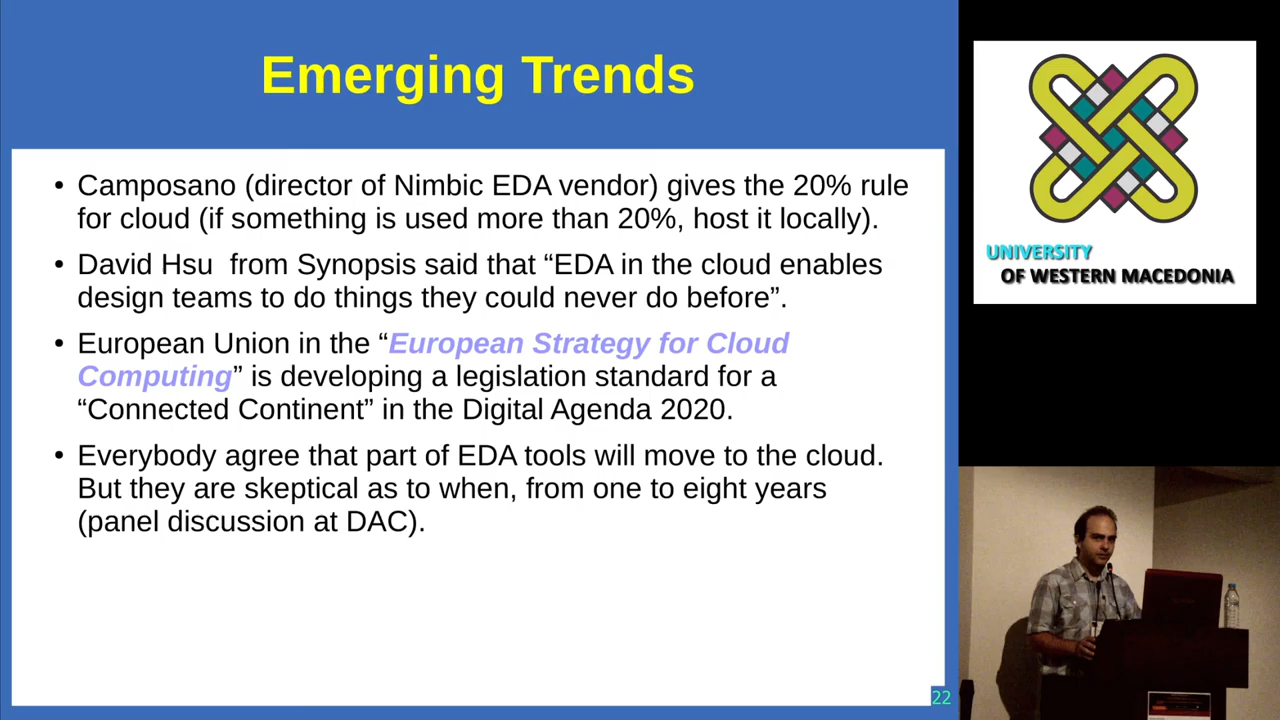 Emerging Trends
• Camposano (director of Nimbic EDA vendor) gives the 20% rule
for cloud (if something is used more than 20%, host it locally).
• David Hsu  from Synopsis said that “EDA in the cloud enables
design teams to do things they could never do before”.
• European Union in the “European Strategy for Cloud
Computing” is developing a legislation standard for a
“Connected Continent” in the Digital Agenda 2020.
• Everybody agree that part of EDA tools will move to the cloud.
But they are skeptical as to when, from one to eight years
(panel discussion at DAC).
22
UNIVERSITY
OF WESTERN MACEDONIA